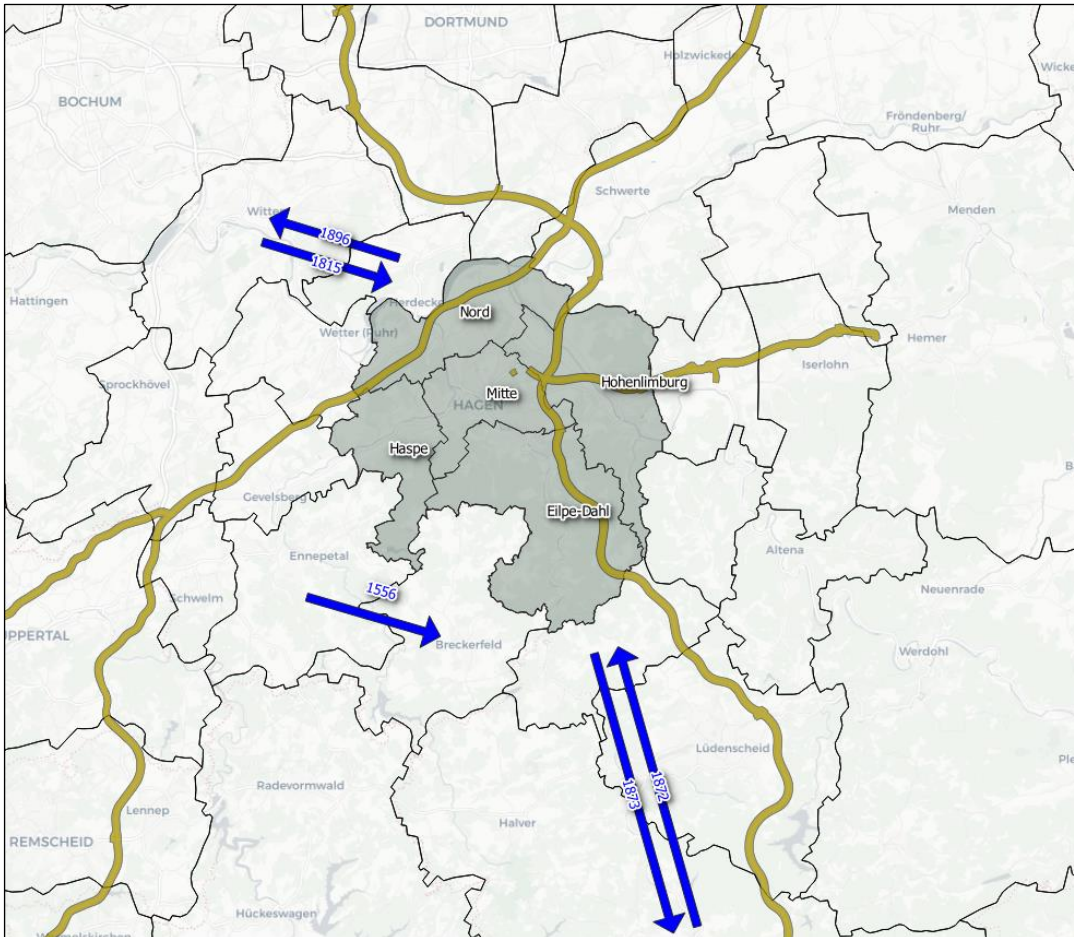 DORTMUND
Holzwickede
BOCHUM
Fröndenberg/
Ruhr
Schwerte
Witten
Menden
1896
1815
Hattingen
Herdecke
Nord
Wetter (Ruhr)
Hemer
Iserlohn
Sprockhövel
Hohenlimburg
Mitte
HAGEN
Haspe
Gevelsberg
Eilpe-Dahl
Ennepetal
Altena
1556
Neuenrade
Schwelm
UPPERTAL
Breckerfeld
Werdohl
Lüdenscheid
Radevormwald
1873
1872
Lennep
Halver
REMSCHEID
Hückeswagen